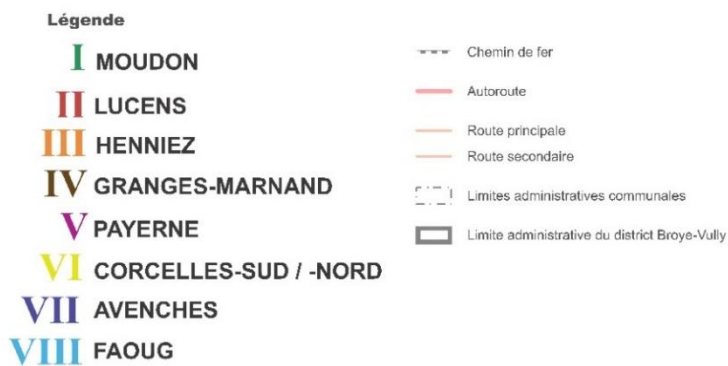 Légende
I MOUDON
II LUCENS
III HENNIEZ
IV GRANGES-MARNAND
V PAYERNE
VI CORCELLES-SUD / -NORD
VII AVENCHES
VIII FAOUG
Chemin de fer
Autoroute
Route principale
Route secondaire
Limites administratives communales
Limite administrative du district Broye-Vully